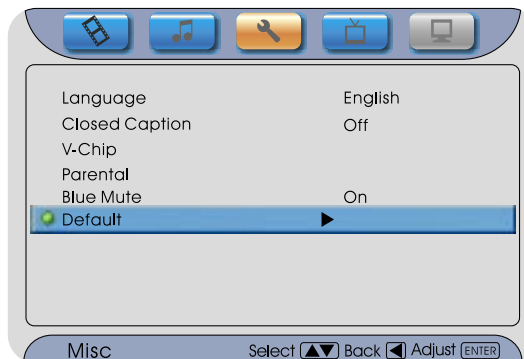 Language English
Closed Caption Off
V-Chip
Parental
Blue Mute On
Default
Misc Select Back Adjust ENTER